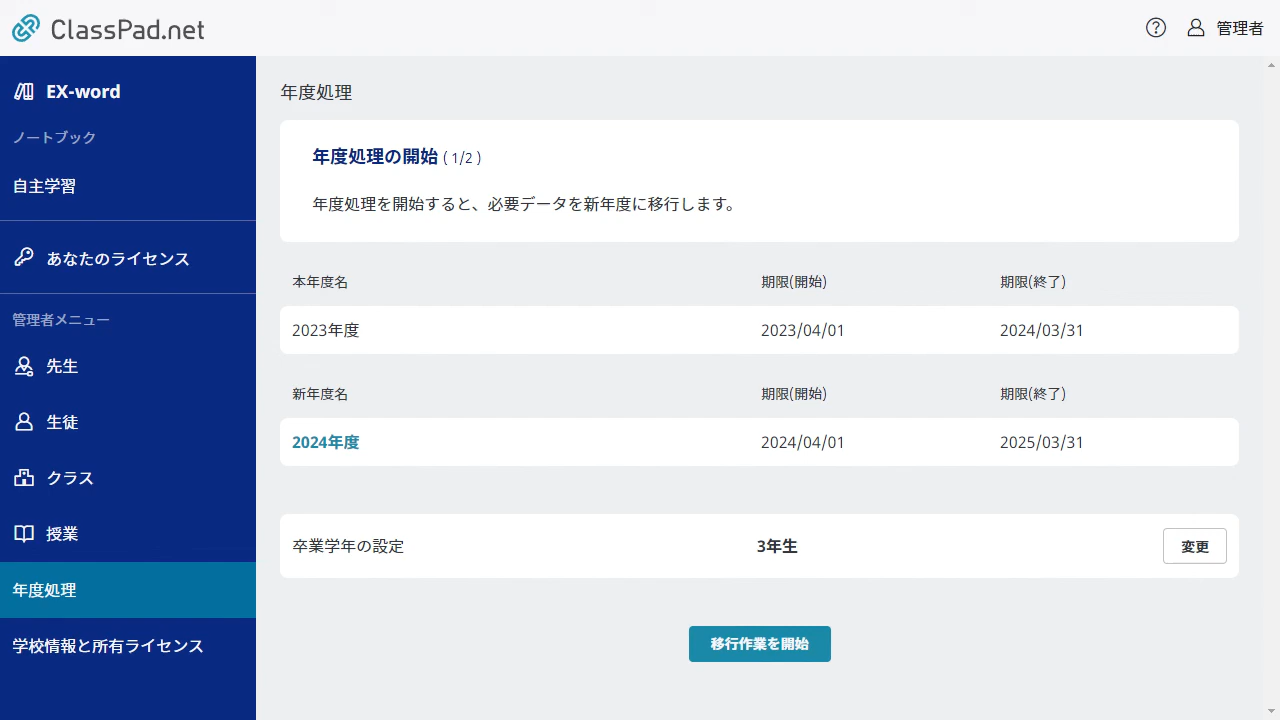 ClassPad.net
管理者
EX-word
ノートブック
自主学習
あなたのライセンス
管理者メニュー
先生
生徒
クラス
授業
年度処理
学校情報と所有ライセンス
年度処理
年度処理の開始 ( 1/2 )
年度処理を開始すると、必要データを新年度に移行します。
本年度名 期限(開始) 期限(終了)
2023年度 2023/04/01 2024/03/31
新年度名 期限(開始) 期限(終了)
2024年度 2024/04/01 2025/03/31
卒業学年の設定 3年生 変更
移行作業を開始